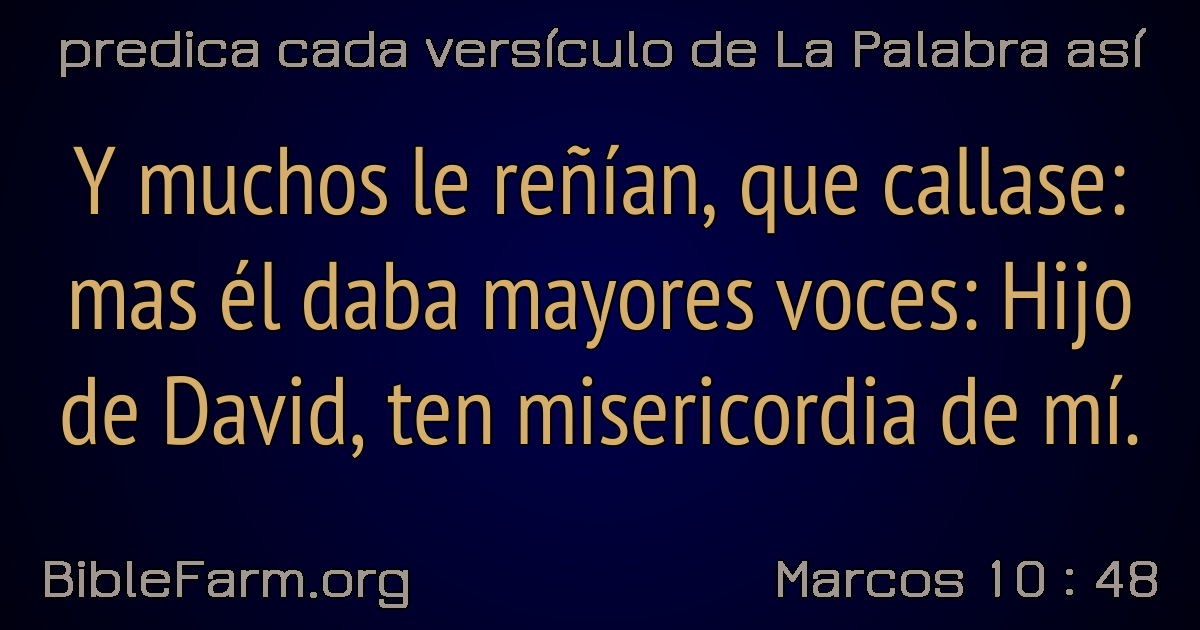 predica cada versículo de La Palabra así
Y muchos le reñían, que callase:
mas él daba mayores voces: Hijo
de David, ten misericordia de mí.
BibleFarm.org
Marcos 10 : 48